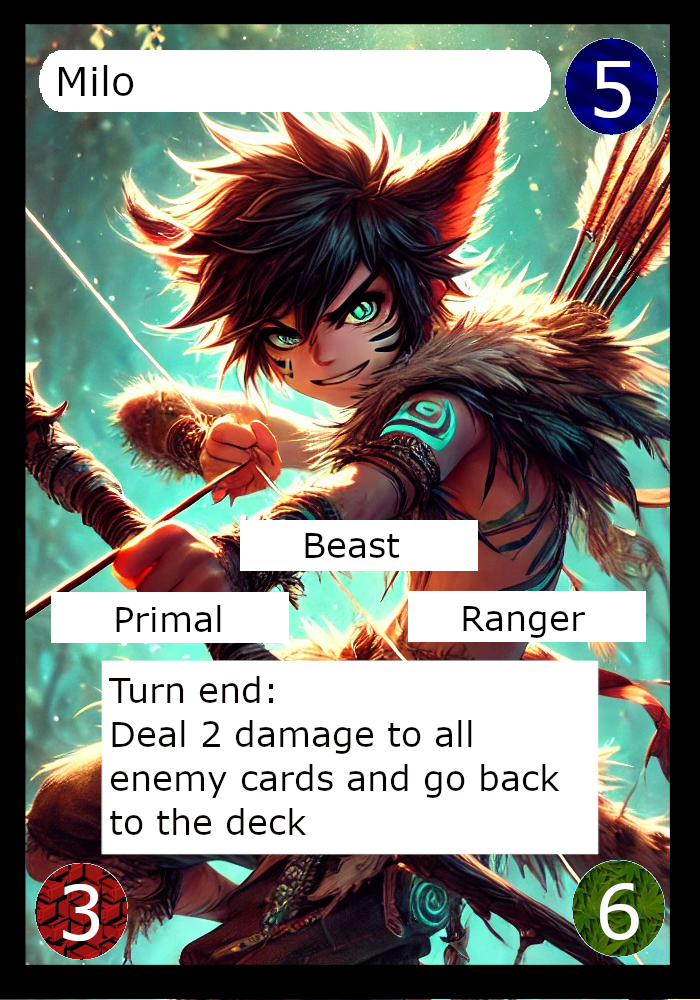 Milo
5
Beast
Primal
Ranger
Turn end:
Deal 2 damage to all
enemy cards and go back
to the deck
3
6